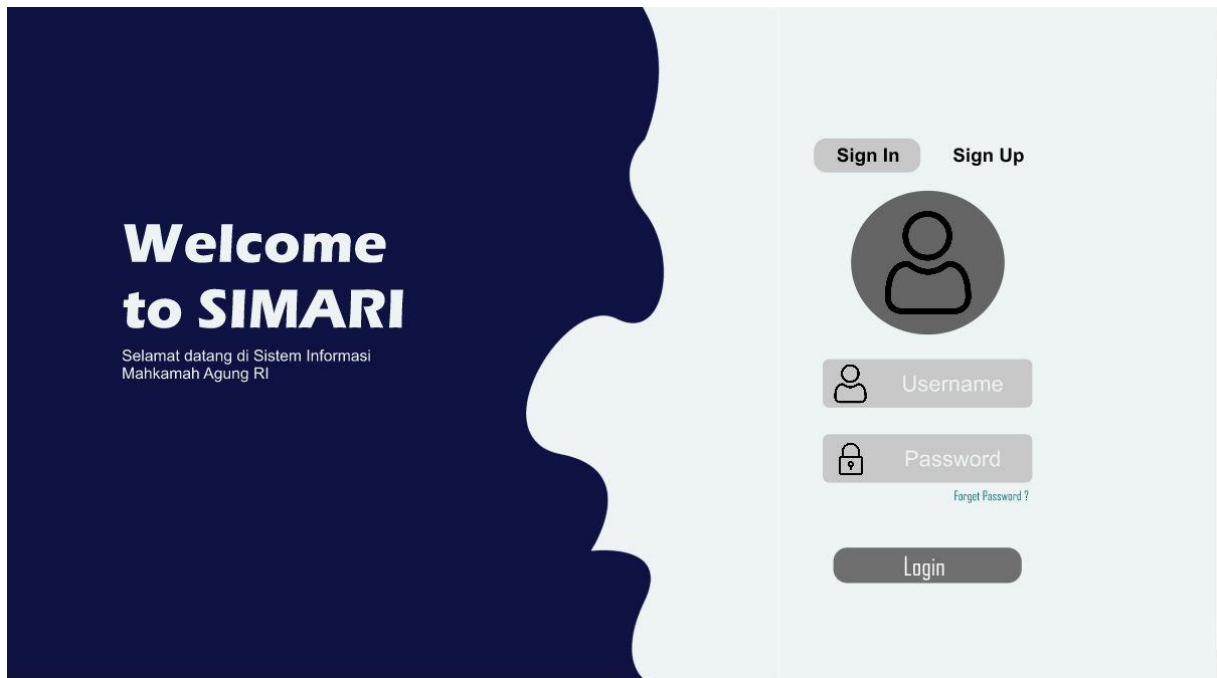 Welcome
to SIMARI
Selamat datang di Sistem Informasi
Mahkamah Agung RI
Sign In
Sign Up
Username
Password
Forget Password ?
Login